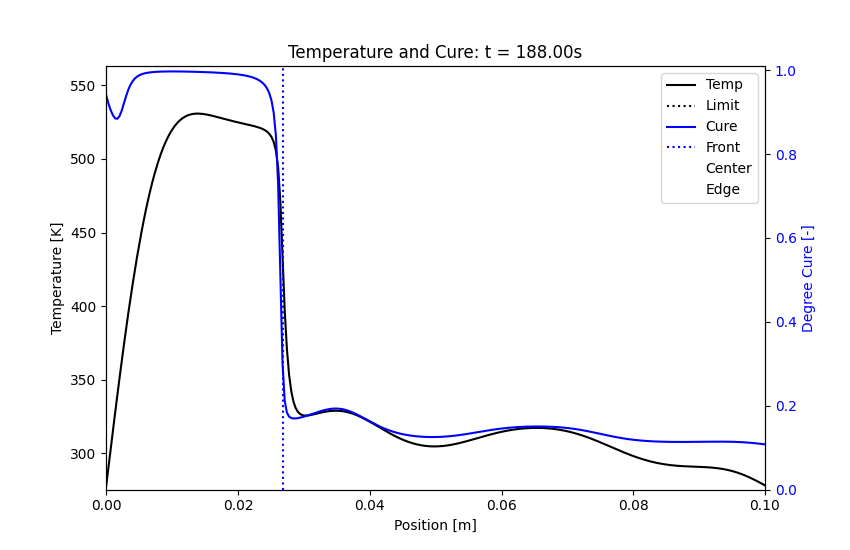 Temperature and Cure: t = 188.00s
Temperature [K]
550
500
450
400
350
300
Temp
Limit
Cure
Front
Center
Edge
1.0
0.8
0.6
0.4
0.2
0.0
Degree Cure [-]
0.00
0.02
0.04
0.06
0.08
0.10
Position [m]